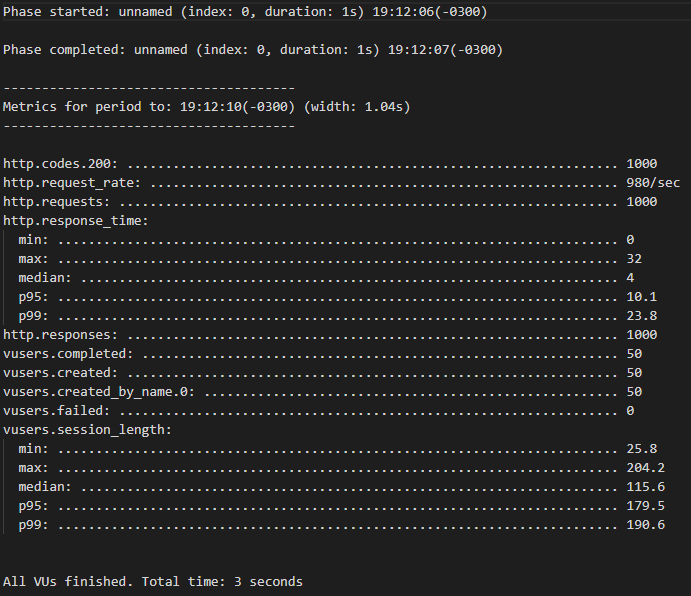 Phase started: unnamed (index: 0, duration: 1s) 19:12:06(-0300)
Phase completed: unnamed (index: 0, duration: 1s) 19:12:07(-0300)
--------------------------------------
Metrics for period to: 19:12:10(-0300) (width: 1.04s)
--------------------------------------
http.codes.200: ................................................................ 1000
http.request_rate: ............................................................. 980/sec
http.requests: ................................................................. 1000
http.response_time:
  min: ......................................................................... 0
  max: ......................................................................... 32
  median: ...................................................................... 4
  p95: ......................................................................... 10.1
  p99: ......................................................................... 23.8
http.responses: ................................................................ 1000
vusers.completed: .............................................................. 50
vusers.created: ................................................................ 50
vusers.created_by_name.0: ...................................................... 50
vusers.failed: ................................................................. 0
vusers.session_length:
  min: ......................................................................... 25.8
  max: ......................................................................... 204.2
  median: ...................................................................... 115.6
  p95: ......................................................................... 179.5
  p99: ......................................................................... 190.6
All VUs finished. Total time: 3 seconds